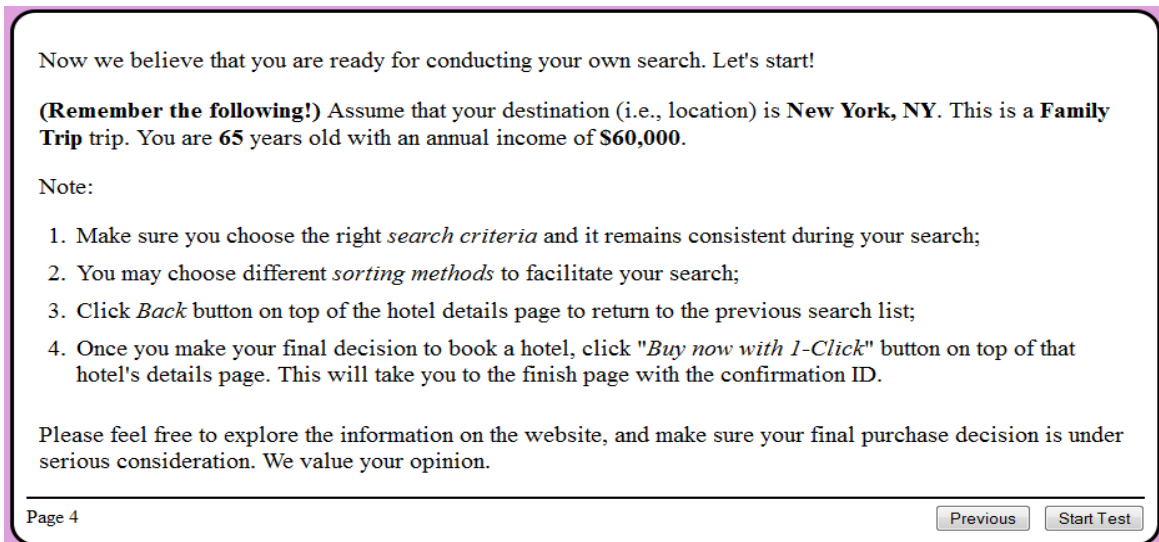 Now we believe that you are ready for conducting your own search. Let's start!
(Remember the following!) Assume that your destination (i.e., location) is New York, NY. This is a Family
Trip trip. You are 65 years old with an annual income of $60,000.
Note:
1. Make sure you choose the right search criteria and it remains consistent during your search;
2. You may choose different sorting methods to facilitate your search;
3. Click Back button on top of the hotel details page to return to the previous search list;
4. Once you make your final decision to book a hotel, click "Buy now with 1-Click" button on top of that
hotel's details page. This will take you to the finish page with the confirmation ID.
Please feel free to explore the information on the website, and make sure your final purchase decision is under
serious consideration. We value your opinion.
Page 4
Previous
Start Test